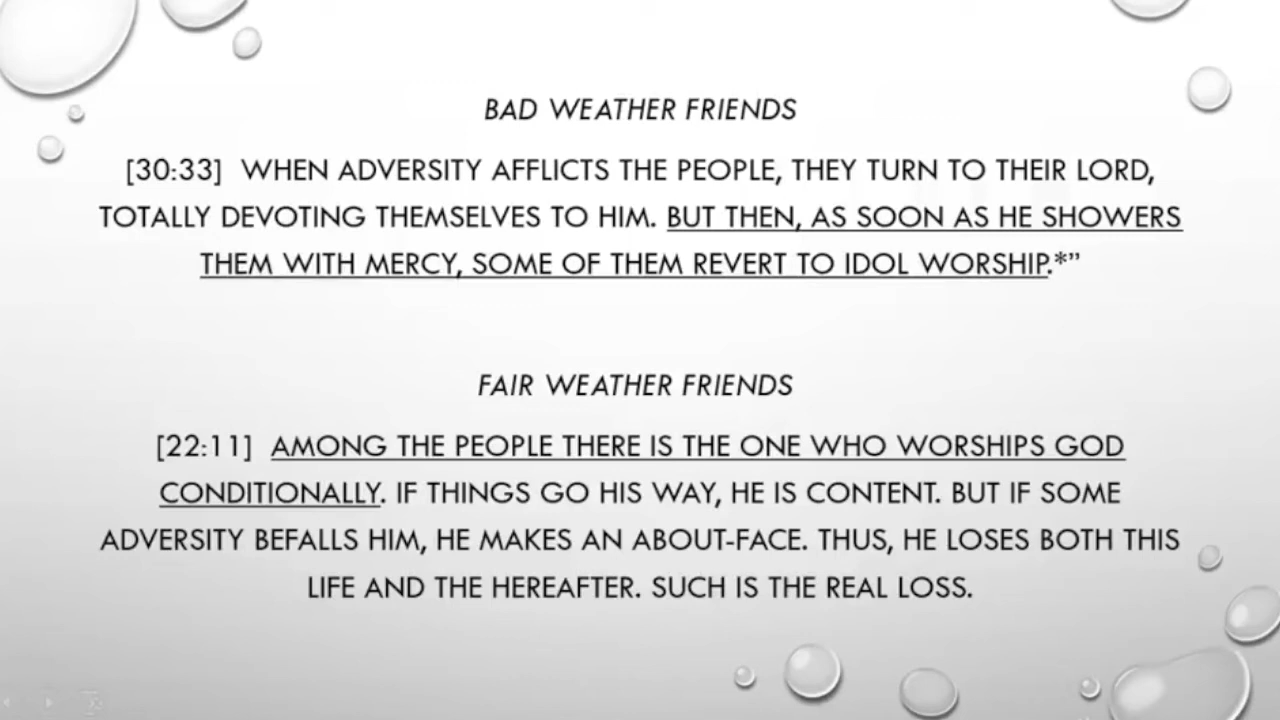 BAD WEATHER FRIENDS
[30:33] WHEN ADVERSITY AFFLICTS THE PEOPLE, THEY TURN TO THEIR LORD,
TOTALLY DEVOTING THEMSELVES TO HIM. BUT THEN, AS SOON AS HE SHOWERS
THEM WITH MERCY, SOME OF THEM REVERT TO IDOL WORSHIP.*”
FAIR WEATHER FRIENDS
[22:11] AMONG THE PEOPLE THERE IS THE ONE WHO WORSHIPS GOD
CONDITIONALLY. IF THINGS GO HIS WAY, HE IS CONTENT. BUT IF SOME
ADVERSITY BEFALLS HIM, HE MAKES AN ABOUT-FACE. THUS, HE LOSES BOTH THIS
LIFE AND THE HEREAFTER. SUCH IS THE REAL LOSS.